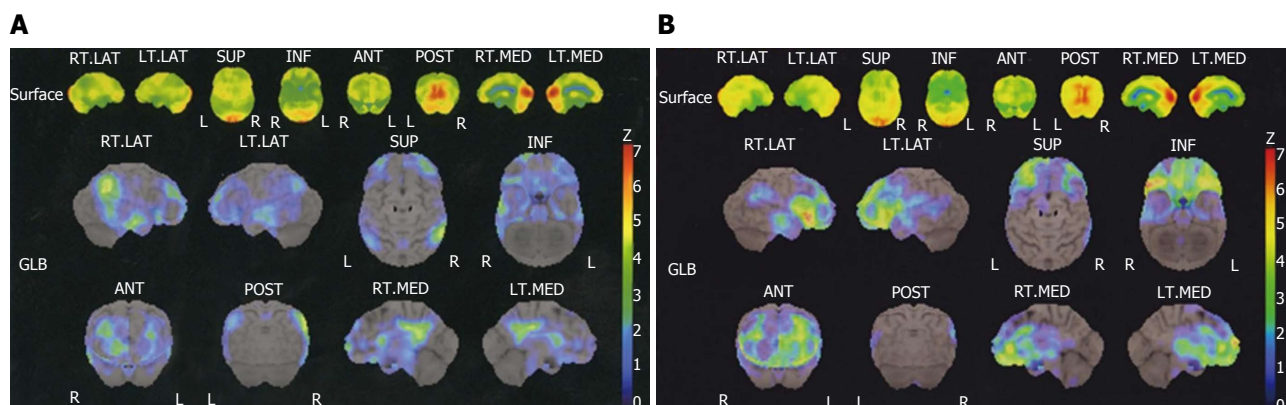 A
RT.LAT LT.LAT SUP INF ANT POST RT.MED LT.MED
Surface
L R R L R L L R
RT.LAT LT.LAT SUP INF
Z
7
6
5
4
3
2
1
0
L R R L
GLB
ANT POST RT.MED LT.MED
R L L R
B
RT.LAT LT.LAT SUP INF ANT POST RT.MED LT.MED
Surface
L R R L R L L R
RT.LAT LT.LAT SUP INF
Z
7
6
5
4
3
2
1
0
L R R L
GLB
ANT POST RT.MED LT.MED
R L L R